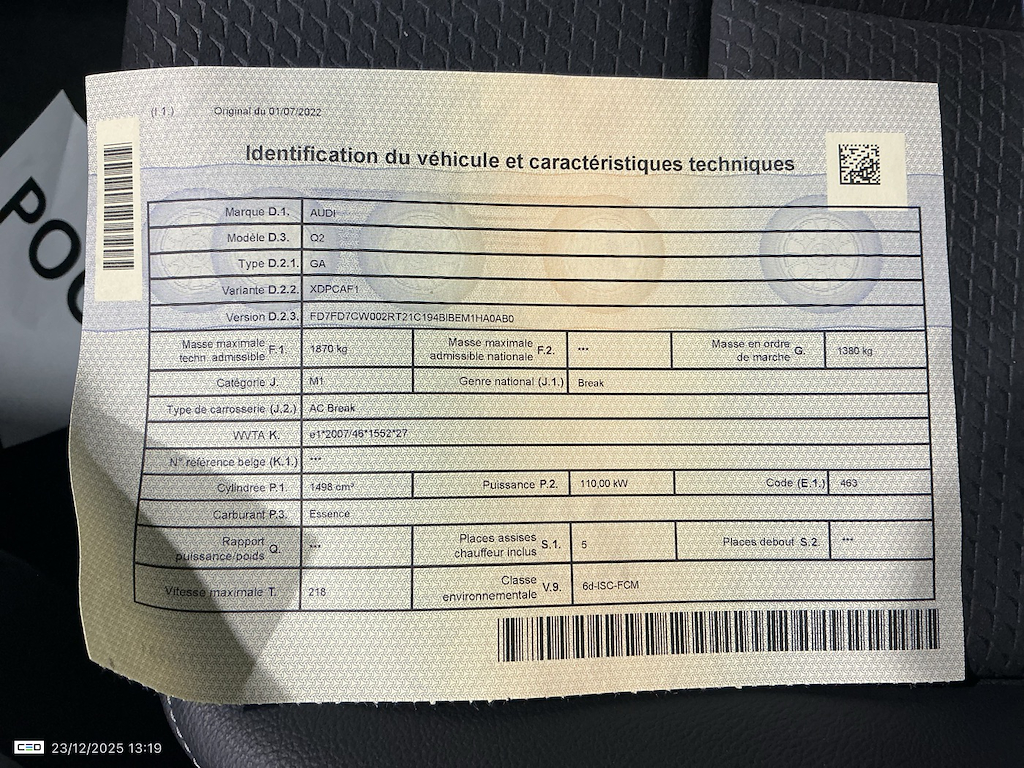 (I.1.) Original du 01/07/2022
Identification du véhicule et caractéristiques techniques
Marque D.1. AUDI
Modèle D.3. Q2
Type D.2.1. GA
Variante D.2.2. XDPCAF1
Version D.2.3. FD7FD7CW002RT21C194BIBEM1HA0AB0
Masse maximale techn. admissible F.1. 1870 kg Masse maximale admissible nationale F.2. *** Masse en ordre de marche G. 1380 kg
Catégorie J. M1 Genre national (J.1.) Break
Type de carrosserie (J.2.) AC Break
WVTA K. e1*2007/46*1552*27
N° référence belge (K.1.) ***
Cylindrée P.1. 1498 cm³ Puissance P.2. 110,00 kW Code (E.1.) 463
Carburant P.3. Essence
Rapport puissance/poids Q. *** Places assises chauffeur inclus S.1. 5 Places debout S.2. ***
Vitesse maximale T. 218 Classe environnementale V.9. 6d-ISC-FCM
CEO 23/12/2025 13:19